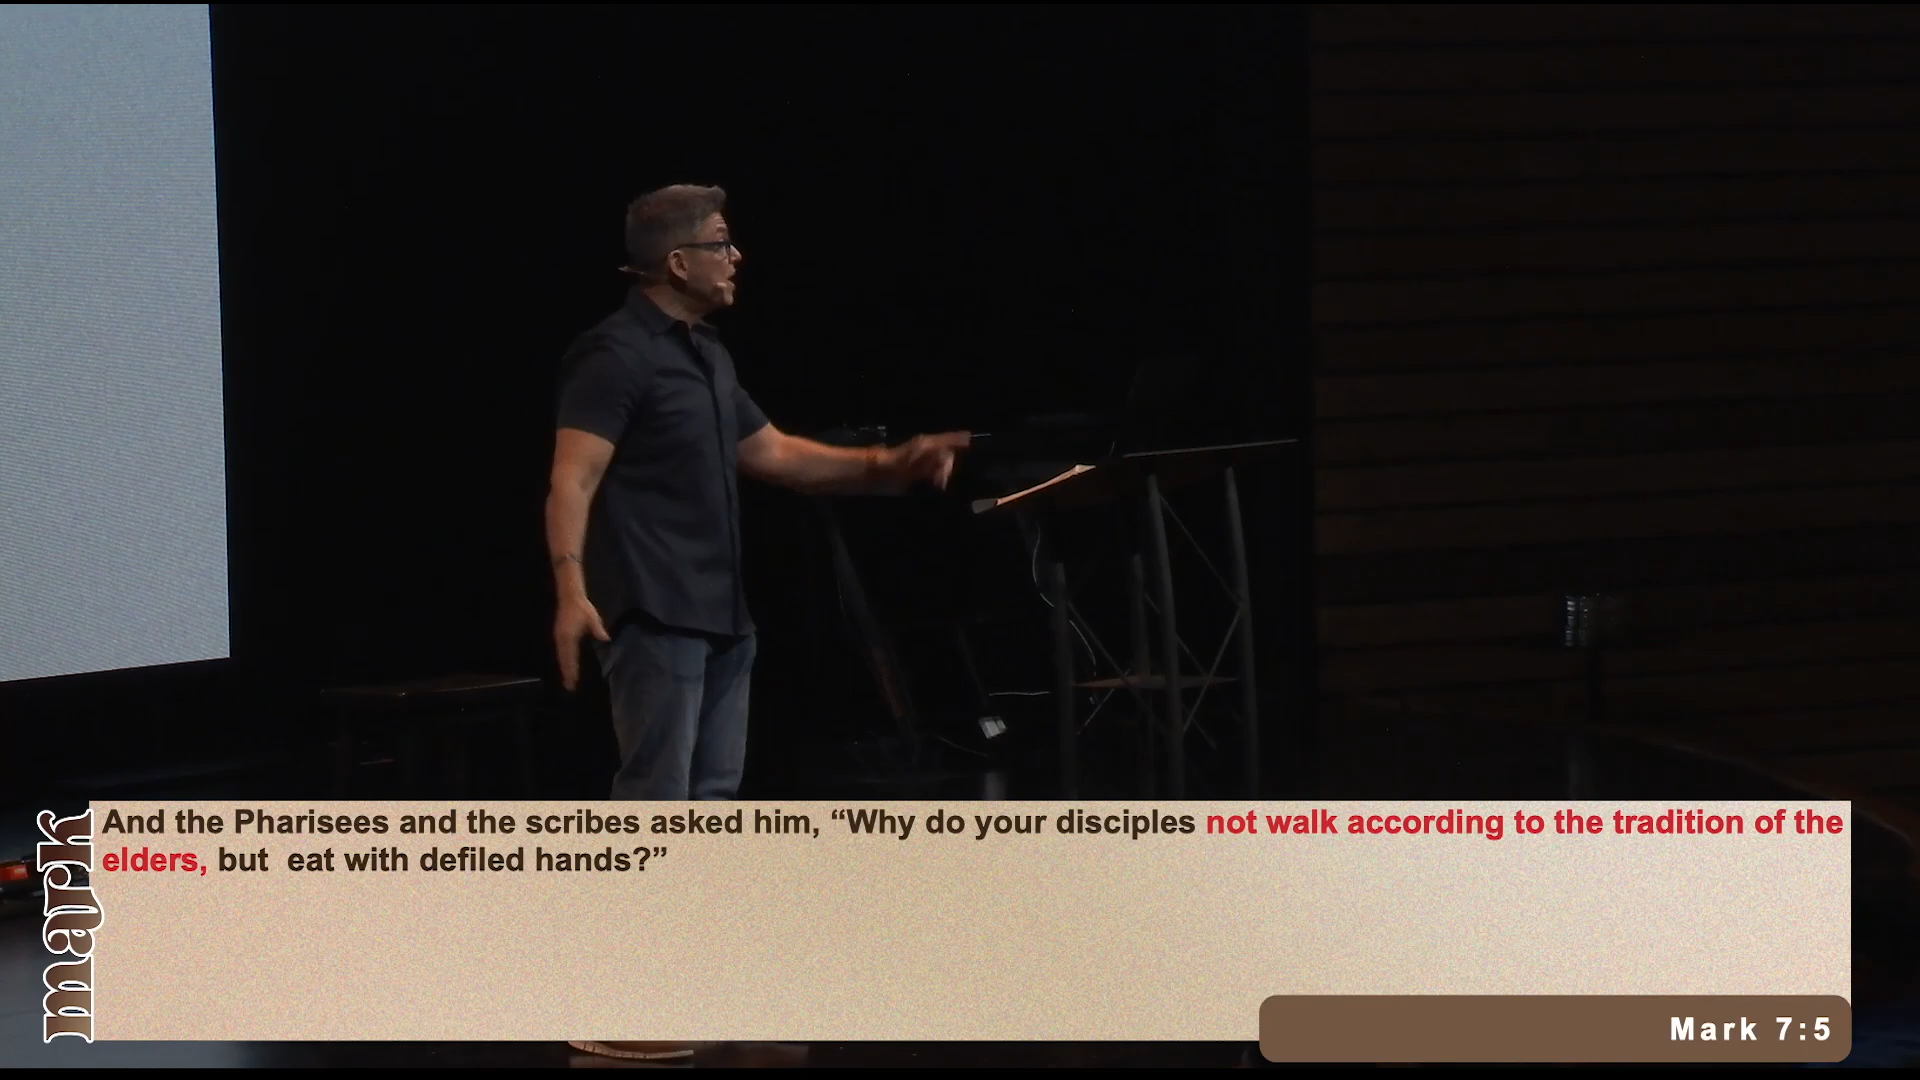 mark
And the Pharisees and the scribes asked him, “Why do your disciples not walk according to the tradition of the
elders, but  eat with defiled hands?”
Mark 7:5